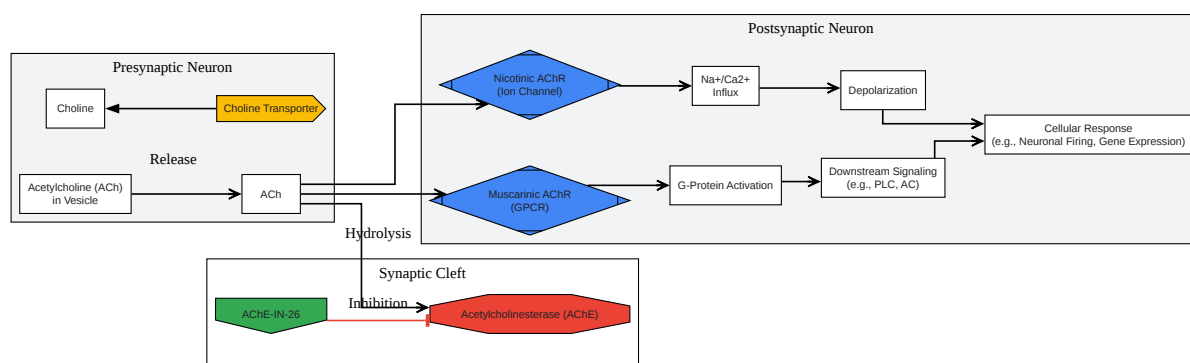 Presynaptic Neuron
Choline
Choline Transporter
Release
Acetylcholine (ACh)
in Vesicle
ACh
Postsynaptic Neuron
Nicotinic AChR
(Ion Channel)
Na+/Ca2+
Influx
Depolarization
Cellular Response
(e.g., Neuronal Firing, Gene Expression)
Muscarinic AChR
(GPCR)
G-Protein Activation
Downstream Signaling
(e.g., PLC, AC)
Hydrolysis
Synaptic Cleft
AChE-IN-26
Inhibition
Acetylcholinesterase (AChE)